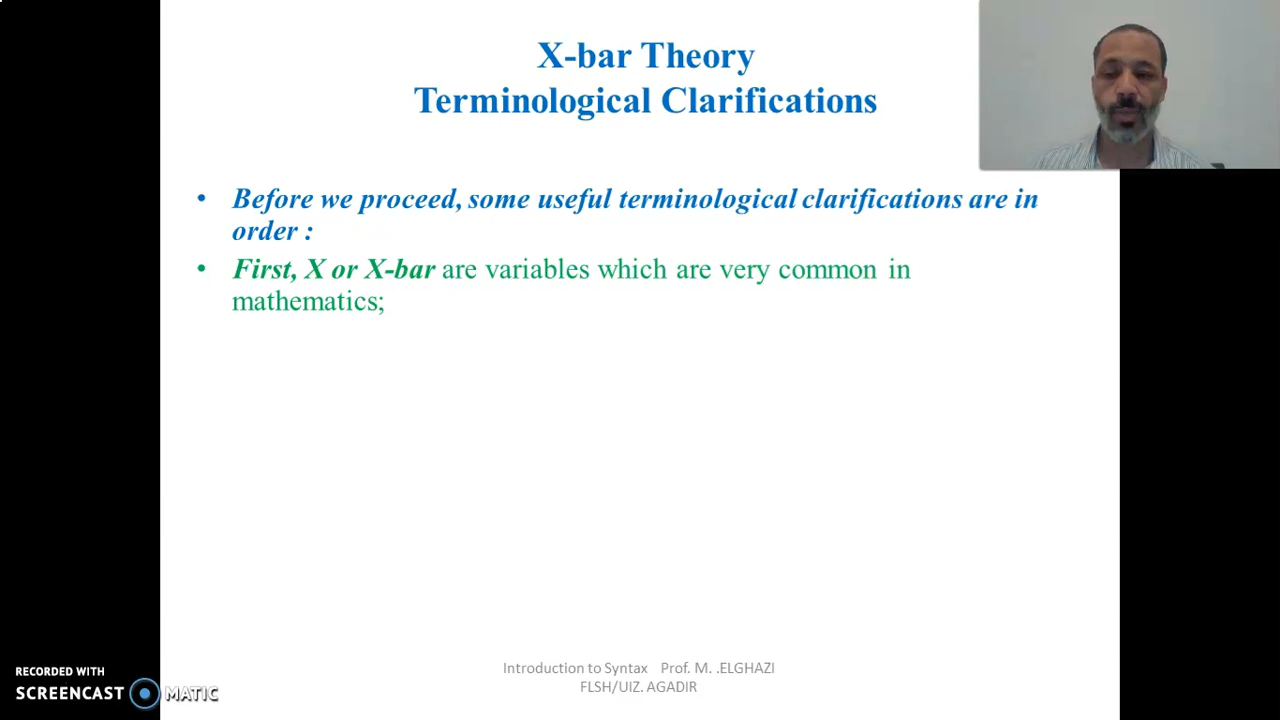 X-bar Theory
Terminological Clarifications
• Before we proceed, some useful terminological clarifications are in
order :
• First, X or X-bar are variables which are very common in
mathematics;
Introduction to Syntax Prof. M. .ELGHAZI
FLSH/UIZ. AGADIR
RECORDED WITH
SCREENCAST MATIC